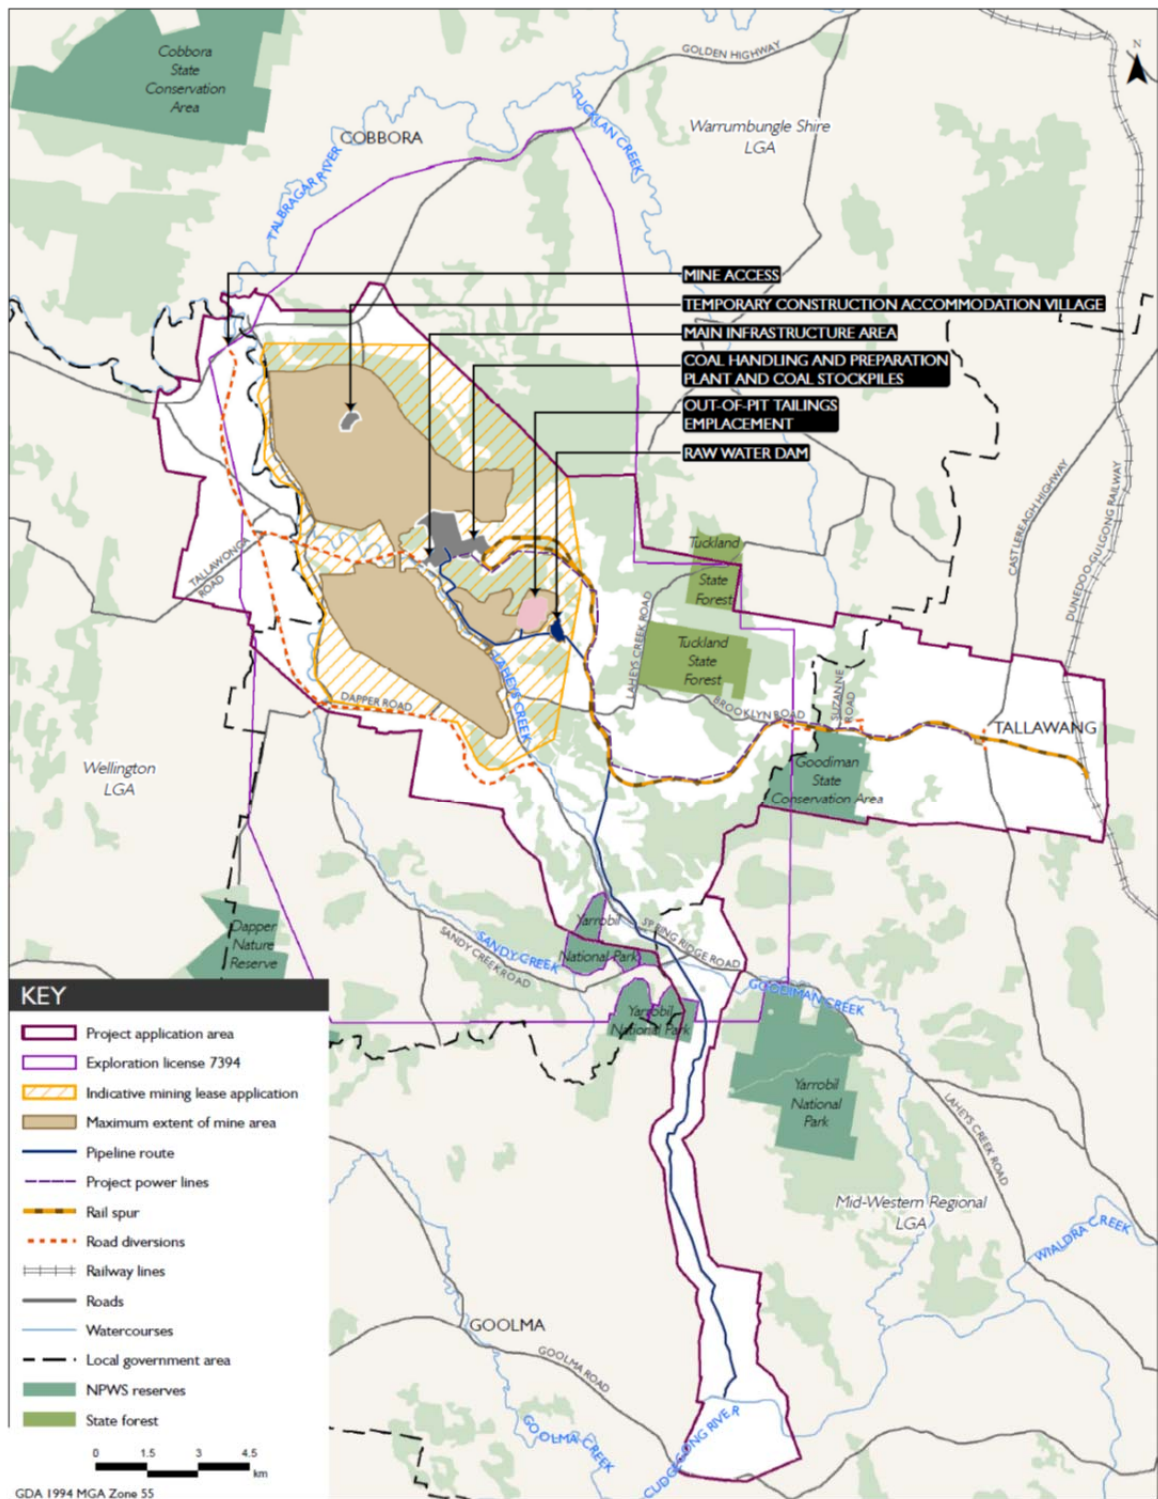 Cobbora
State
Conservation
Area
GOLDEN HIGHWAY
N
COBBORA
TUCKLAN CREEK
Warrumbungle Shire
LGA
TALBRAGAR RIVER
MINE ACCESS
TEMPORARY CONSTRUCTION ACCOMMODATION VILLAGE
MAIN INFRASTRUCTURE AREA
COAL HANDLING AND PREPARATION
PLANT AND COAL STOCKPILES
OUT-OF-PIT TAILINGS
EMPLACEMENT
RAW WATER DAM
CASTLEREAGH HIGHWAY
DUNEDOO-GULGONG RAILWAY
TALLAWONGA
ROAD
Tuckland
State
Forest
LAHEYS CREEK ROAD
Tuckland
State
Forest
LAHEYS CREEK
DAPPER ROAD
BROOKLYN ROAD
SUZANNE
ROAD
TALLAWANG
Wellington
LGA
Goodiman
State
Conservation Area
Dapper
Nature
Reserve
Yarrobil
National Park
SPRING RIDGE ROAD
SANDY CREEK
SANDY CREEK ROAD
GOODIMAN CREEK
Yarrobil
National Park
Yarrobil
National
Park
LAHEYS CREEK ROAD
Mid-Western Regional
LGA
WIALDRA CREEK
GOOLMA
GOOLMA ROAD
GOOLMA CREEK
CUDGEGONG RIVER
KEY
Project application area
Exploration license 7394
Indicative mining lease application
Maximum extent of mine area
Pipeline route
Project power lines
Rail spur
Road diversions
Railway lines
Roads
Watercourses
Local government area
NPWS reserves
State forest
0 1.5 3 4.5
km
GDA 1994 MGA Zone 55